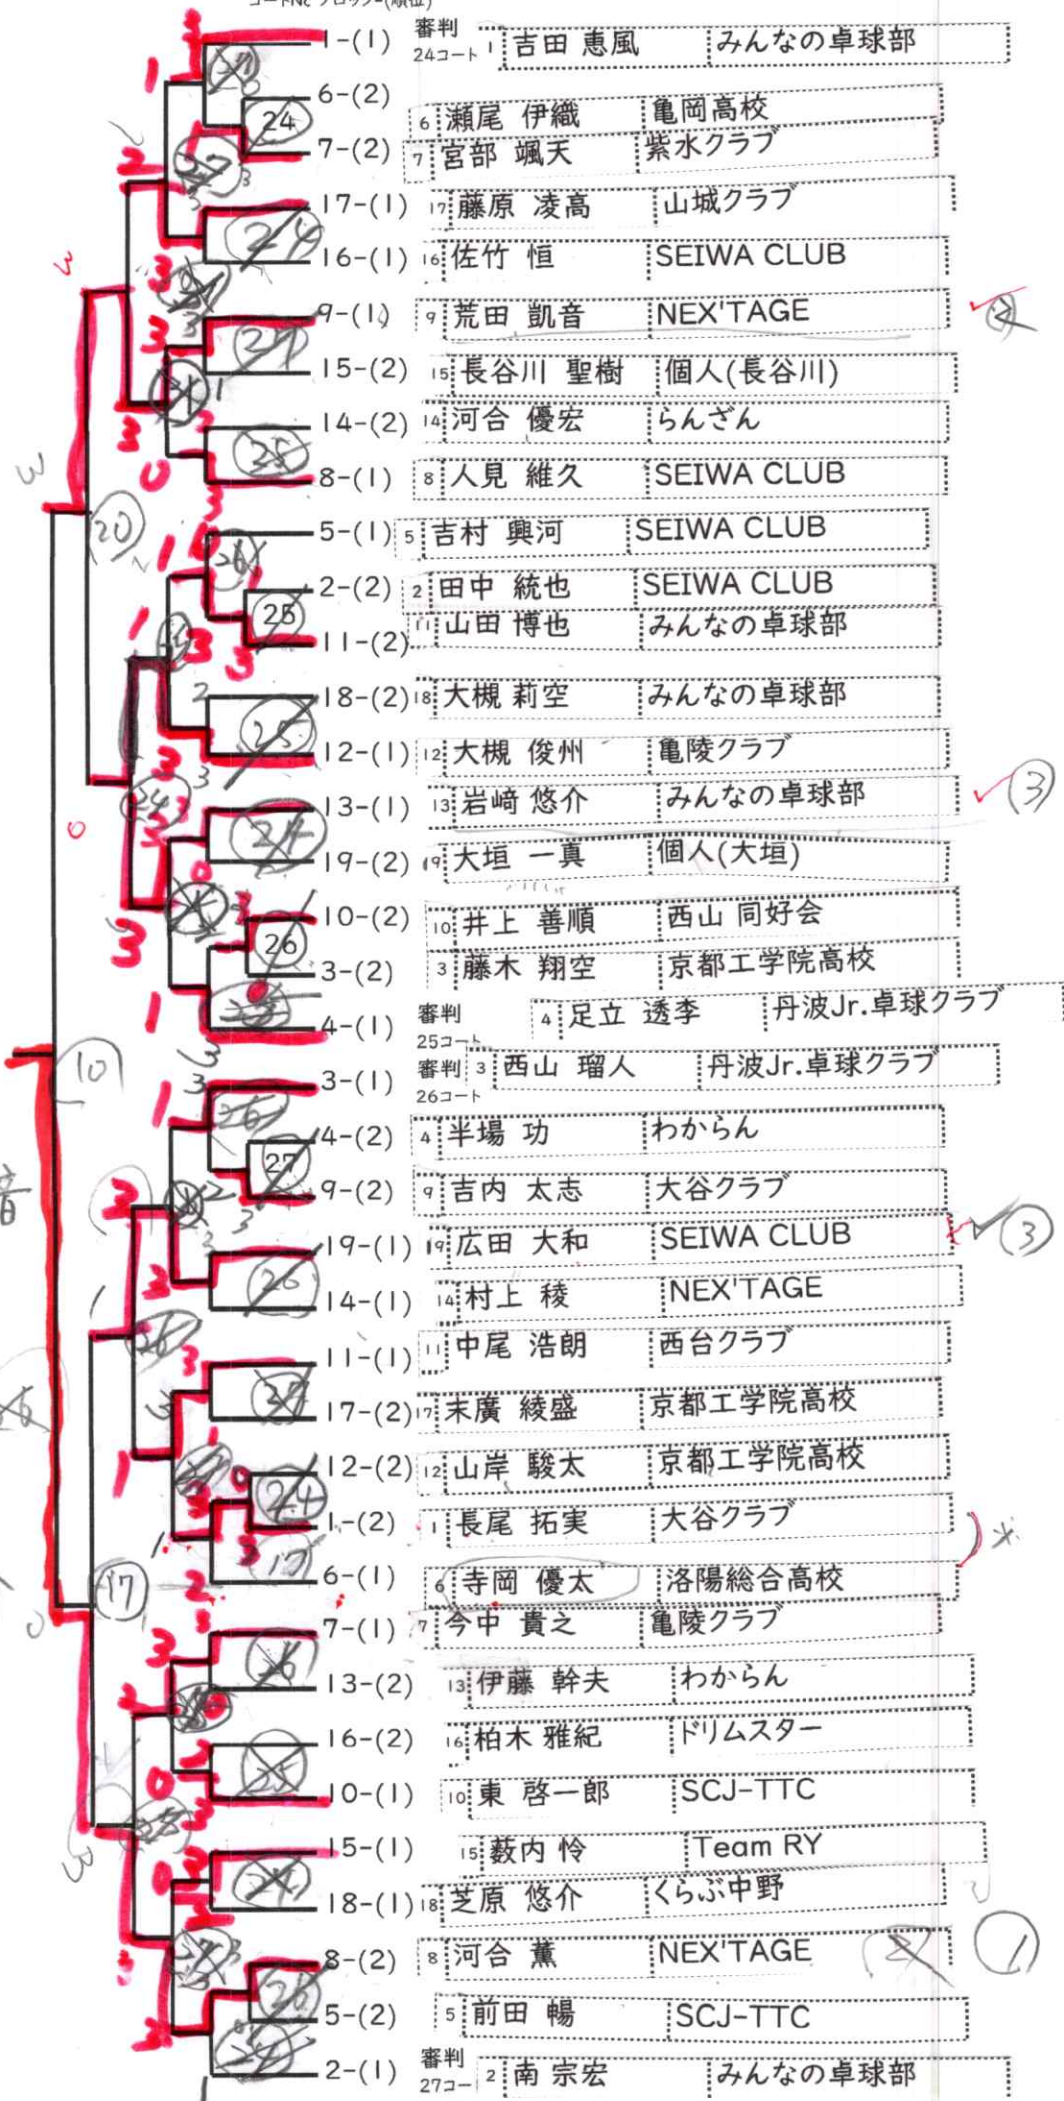 コートNo ブロック-(順位)
1-(1) 審判 24コート 1 吉田 恵風 みんなの卓球部
6-(2) 6 瀬尾 伊織 亀岡高校
24
7-(2) 7 宮部 颯天 紫水クラブ
17-(1) 17 藤原 凌高 山城クラブ
16-(1) 16 佐竹 恒 SEIWA CLUB
9-(1) 9 荒田 凱音 NEX'TAGE
15-(2) 15 長谷川 聖樹 個人(長谷川)
14-(2) 14 河合 優宏 らんざん
8-(1) 8 人見 維久 SEIWA CLUB
5-(1) 5 吉村 興河 SEIWA CLUB
20
2-(2) 2 田中 統也 SEIWA CLUB
25
11-(2) 11 山田 博也 みんなの卓球部
18-(2) 18 大槻 莉空 みんなの卓球部
12-(1) 12 大槻 俊州 亀陵クラブ
13-(1) 13 岩﨑 悠介 みんなの卓球部 ③
19-(2) 19 大垣 一真 個人(大垣)
10-(2) 10 井上 善順 西山 同好会
26
3-(2) 3 藤木 翔空 京都工学院高校
4-(1) 審判 25コート 4 足立 透李 丹波Jr.卓球クラブ
10
3-(1) 審判 26コート 3 西山 瑠人 丹波Jr.卓球クラブ
4-(2) 4 半場 功 わからん
27
9-(2) 9 吉内 太志 大谷クラブ
音
19-(1) 19 広田 大和 SEIWA CLUB ③
14-(1) 14 村上 稜 NEX'TAGE
11-(1) 11 中尾 浩朗 西台クラブ
17-(2) 17 末廣 綾盛 京都工学院高校
12-(2) 12 山岸 駿太 京都工学院高校
24
1-(2) 1 長尾 拓実 大谷クラブ
17
6-(1) 6 寺岡 優太 洛陽総合高校
7-(1) 7 今中 貴之 亀陵クラブ
13-(2) 13 伊藤 幹夫 わからん
16-(2) 16 柏木 雅紀 ドリムスター
10-(1) 10 東 啓一郎 SCJ-TTC
15-(1) 15 薮内 怜 Team RY
18-(1) 18 芝原 悠介 くらぶ中野
8-(2) 8 河合 薫 NEX'TAGE ①
5-(2) 5 前田 暢 SCJ-TTC
2-(1) 審判 27コー 2 南 宗宏 みんなの卓球部